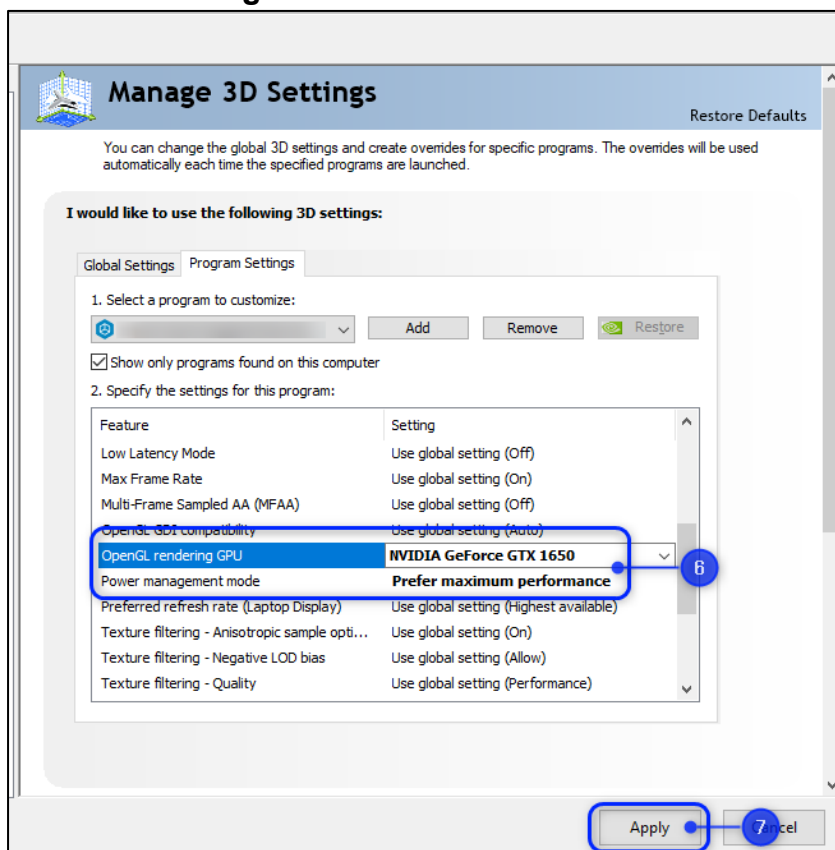 Manage 3D Settings
Restore Defaults
You can change the global 3D settings and create overrides for specific programs. The overrides will be used
automatically each time the specified programs are launched.
I would like to use the following 3D settings:
Global Settings Program Settings
1. Select a program to customize:
Add Remove Restore
Show only programs found on this computer
2. Specify the settings for this program:
Feature Setting
Low Latency Mode Use global setting (Off)
Max Frame Rate Use global setting (On)
Multi-Frame Sampled AA (MFAA) Use global setting (Off)
OpenGL GDI compatibility Use global setting (Auto)
OpenGL rendering GPU NVIDIA GeForce GTX 1650
6
Power management mode Prefer maximum performance
Preferred refresh rate (Laptop Display) Use global setting (Highest available)
Texture filtering - Anisotropic sample opti... Use global setting (On)
Texture filtering - Negative LOD bias Use global setting (Allow)
Texture filtering - Quality Use global setting (Performance)
Apply 7 Cancel